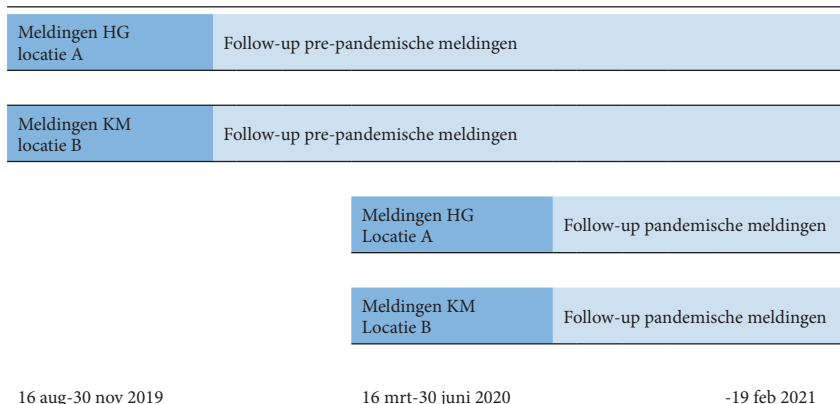 Meldingen HG
locatie A
Follow-up pre-pandemische meldingen
Meldingen KM
locatie B
Follow-up pre-pandemische meldingen
Meldingen HG
Locatie A
Follow-up pandemische meldingen
Meldingen KM
Locatie B
Follow-up pandemische meldingen
16 aug-30 nov 2019
16 mrt-30 juni 2020
-19 feb 2021